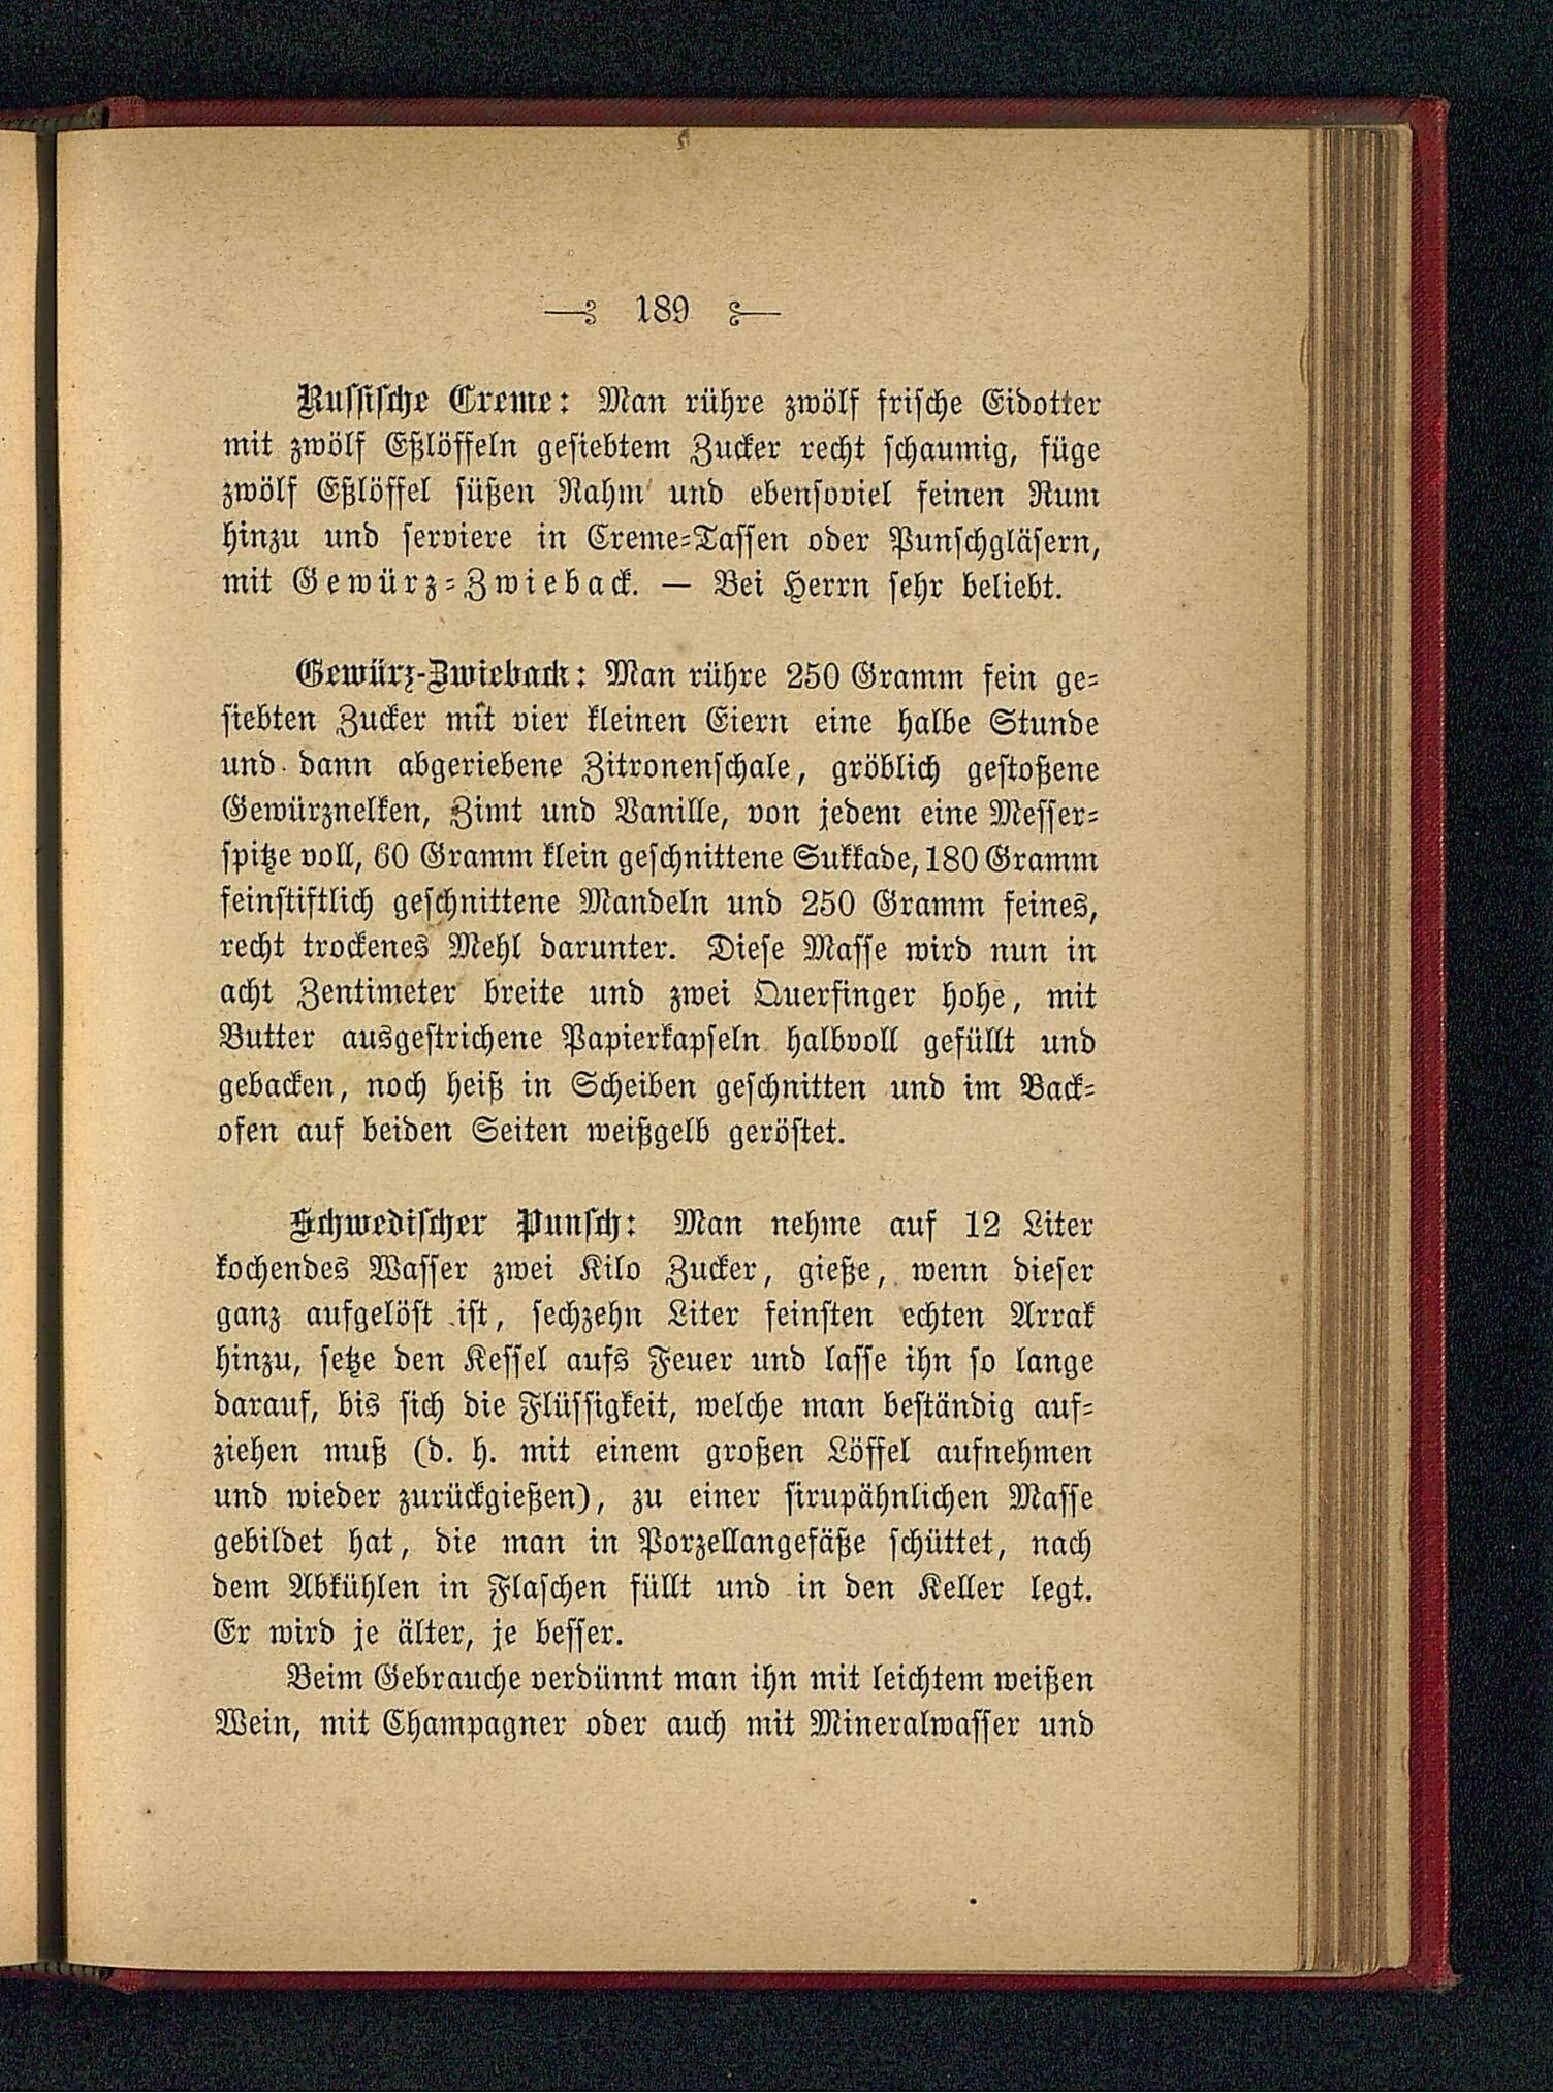 189
Russische Creme: Man rühre zwölf frische Eidotter
mit zwölf Eßlöffeln gesiebtem Zucker recht schaumig, füge
zwölf Eßlöffel süßen Rahm und ebensoviel feinen Rum
hinzu und serviere in Creme-Tassen oder Punschgläsern,
mit Gewürz-Zwieback. — Bei Herrn sehr beliebt.
Gewürz-Zwieback: Man rühre 250 Gramm fein ge-
siebten Zucker mit vier kleinen Eiern eine halbe Stunde
und dann abgeriebene Zitronenschale, gröblich gestoßene
Gewürznelken, Zimt und Vanille, von jedem eine Messer-
spitze voll, 60 Gramm klein geschnittene Sukkade, 180 Gramm
feinstiftlich geschnittene Mandeln und 250 Gramm feines,
recht trockenes Mehl darunter. Diese Masse wird nun in
acht Zentimeter breite und zwei Querfinger hohe, mit
Butter ausgestrichene Papierkapseln halbvoll gefüllt und
gebacken, noch heiß in Scheiben geschnitten und im Back-
ofen auf beiden Seiten weißgelb geröstet.
Schwedischer Punsch: Man nehme auf 12 Liter
kochendes Wasser zwei Kilo Zucker, gieße, wenn dieser
ganz aufgelöst ist, sechzehn Liter feinsten echten Arrak
hinzu, setze den Kessel aufs Feuer und lasse ihn so lange
darauf, bis sich die Flüssigkeit, welche man beständig auf-
ziehen muß (d. h. mit einem großen Löffel aufnehmen
und wieder zurückgießen), zu einer sirupähnlichen Masse
gebildet hat, die man in Porzellangefäße schüttet, nach
dem Abkühlen in Flaschen füllt und in den Keller legt.
Er wird je älter, je besser.
Beim Gebrauche verdünnt man ihn mit leichtem weißen
Wein, mit Champagner oder auch mit Mineralwasser und